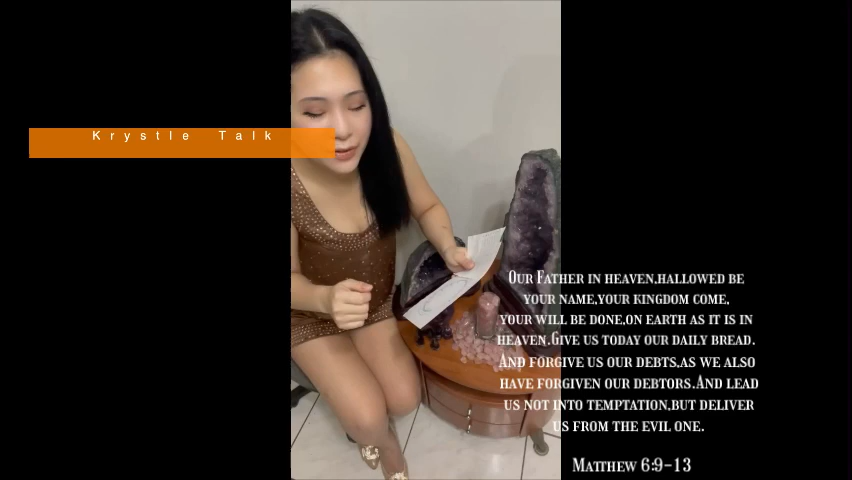 Krystle Talk
Our Father in heaven,hallowed be
your name,your kingdom come,
your will be done,on earth as it is in
heaven.Give us today our daily bread.
And forgive us our debts,as we also
have forgiven our debtors.And lead
us not into temptation,but deliver
us from the evil one.
Matthew 6:9-13